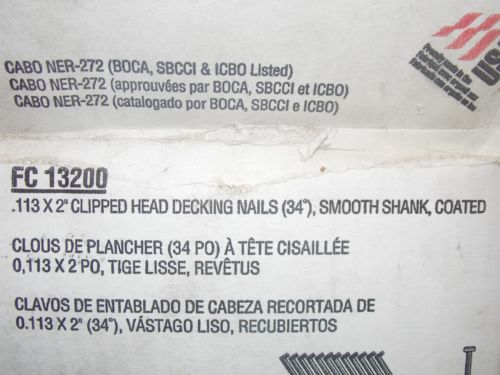 CABO NER-272 (BOCA, SBCCI & ICBO Listed)
CABO NER-272 (approuvées par BOCA, SBCCI et ICBO)
CABO NER-272 (catalogado por BOCA, SBCCI e ICBO)
FC 13200
.113 X 2" CLIPPED HEAD DECKING NAILS (34°), SMOOTH SHANK, COATED
CLOUS DE PLANCHER (34 PO) À TÊTE CISAILLÉE
0,113 X 2 PO, TIGE LISSE, REVÊTUS
CLAVOS DE ENTABLADO DE CABEZA RECORTADA DE
0.113 X 2" (34°), VÁSTAGO LISO, RECUBIERTOS